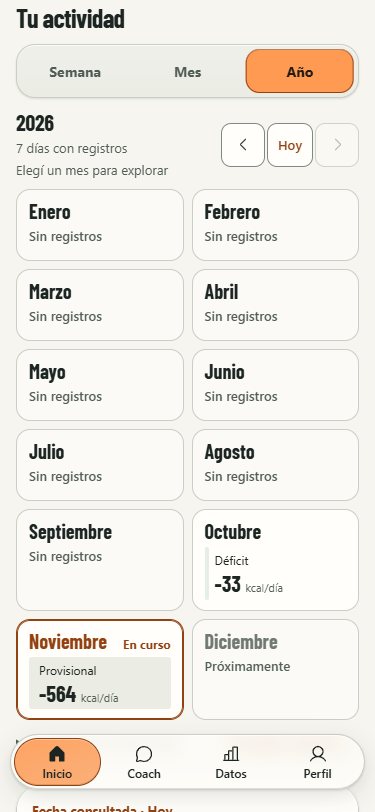 Tu actividad
Semana Mes Año
2026
7 días con registros
Elegí un mes para explorar
Hoy
Enero
Sin registros
Febrero
Sin registros
Marzo
Sin registros
Abril
Sin registros
Mayo
Sin registros
Junio
Sin registros
Julio
Sin registros
Agosto
Sin registros
Septiembre
Sin registros
Octubre
Déficit
-33 kcal/día
Noviembre En curso
Provisional
-564 kcal/día
Diciembre
Próximamente
Inicio Coach Datos Perfil
Fecha consultada · Hoy